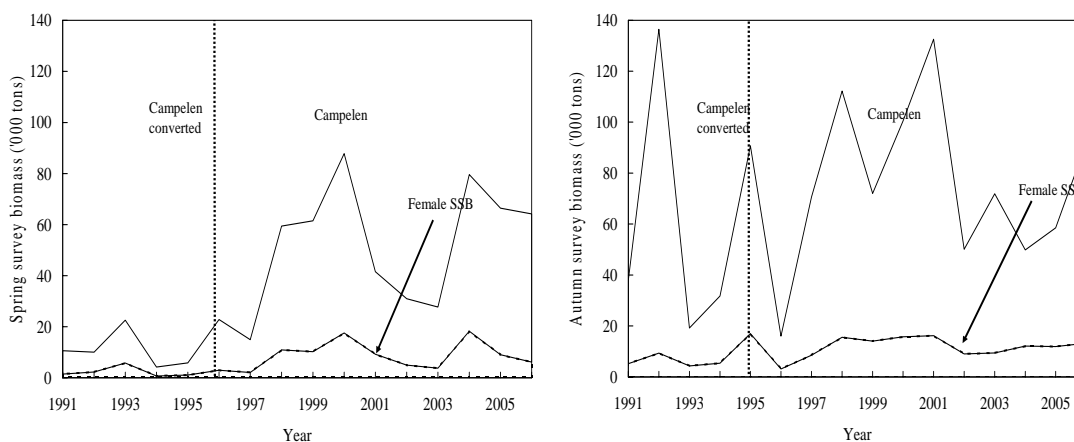 Spring survey biomass ('000 tons)
140
120
100
80
60
40
20
0
Campelen
converted
Campelen
Female SSB
1991 1993 1995 1997 1999 2001 2003 2005
Year
Autumn survey biomass ('000 tons)
140
120
100
80
60
40
20
0
Campelen
converted
Campelen
Female SS
1991 1993 1995 1997 1999 2001 2003 2005
Year